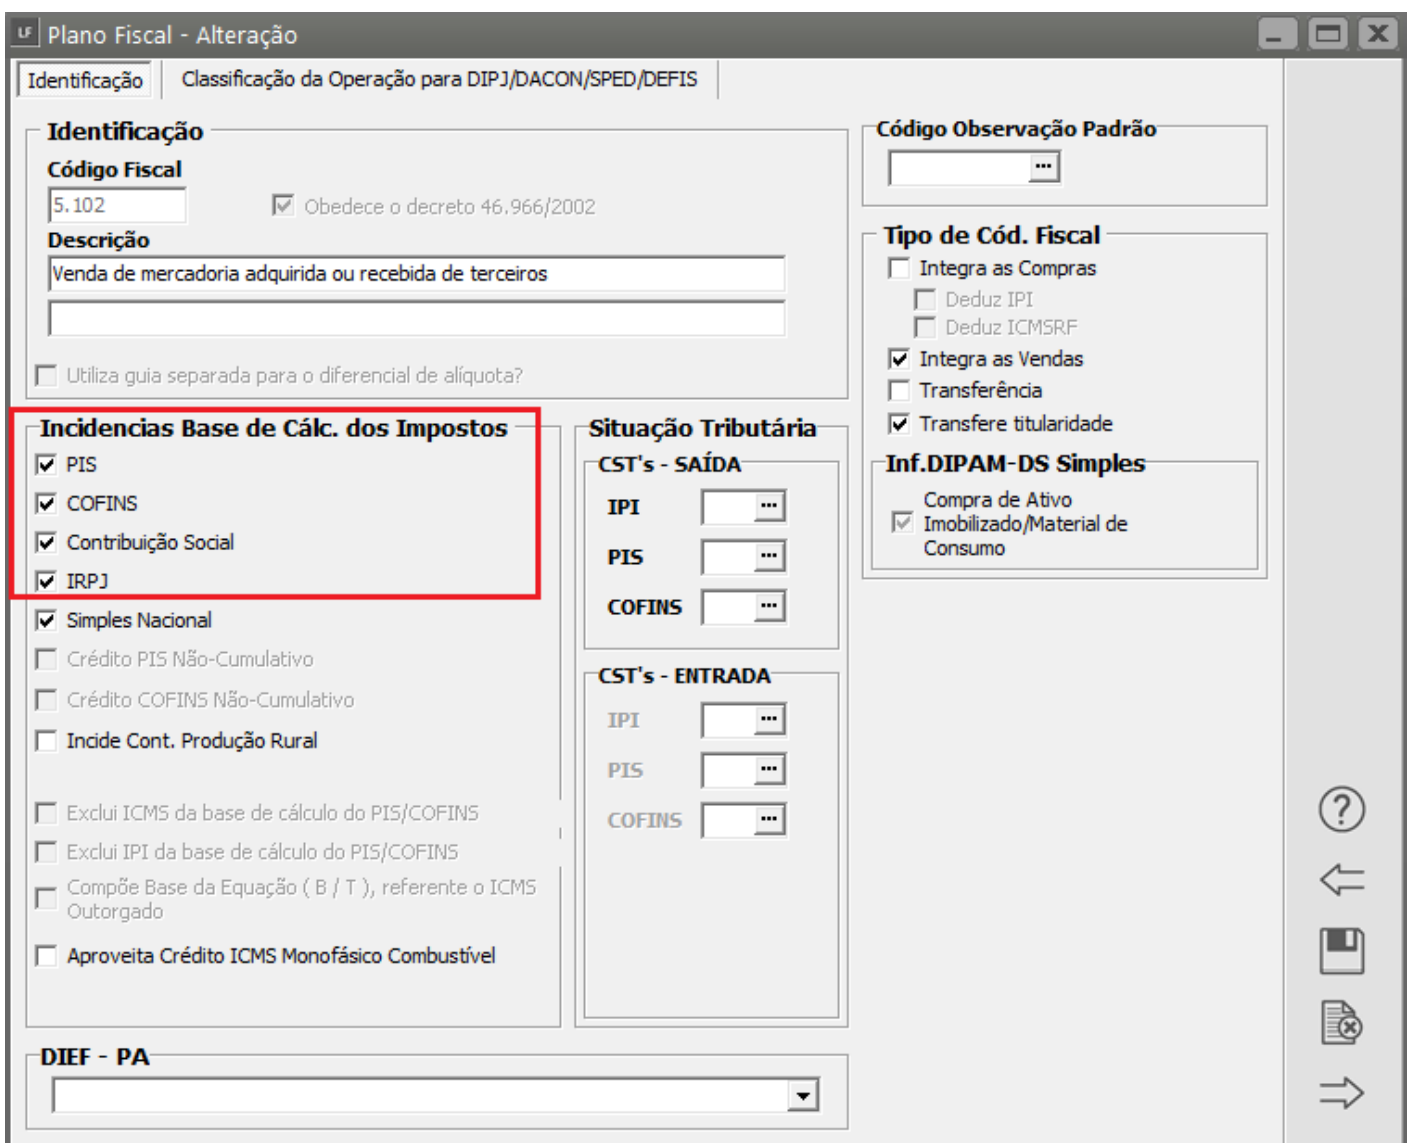 LF Plano Fiscal - Alteração
Identificação
Classificação da Operação para DIPJ/DACON/SPED/DEFIS
Identificação
Código Fiscal
5.102
Obedece o decreto 46.966/2002
Descrição
Venda de mercadoria adquirida ou recebida de terceiros
Utiliza guia separada para o diferencial de alíquota?
Incidencias Base de Cálc. dos Impostos
PIS
COFINS
Contribuição Social
IRPJ
Simples Nacional
Crédito PIS Não-Cumulativo
Crédito COFINS Não-Cumulativo
Incide Cont. Produção Rural
Exclui ICMS da base de cálculo do PIS/COFINS
Exclui IPI da base de cálculo do PIS/COFINS
Compõe Base da Equação ( B / T ), referente o ICMS
Outorgado
Aproveita Crédito ICMS Monofásico Combustível
Situação Tributária
CST's - SAÍDA
IPI ...
PIS ...
COFINS ...
CST's - ENTRADA
IPI ...
PIS ...
COFINS ...
Código Observação Padrão
...
Tipo de Cód. Fiscal
Integra as Compras
Deduz IPI
Deduz ICMSRF
Integra as Vendas
Transferência
Transfere titularidade
Inf.DIPAM-DS Simples
Compra de Ativo
Imobilizado/Material de
Consumo
DIEF - PA
?